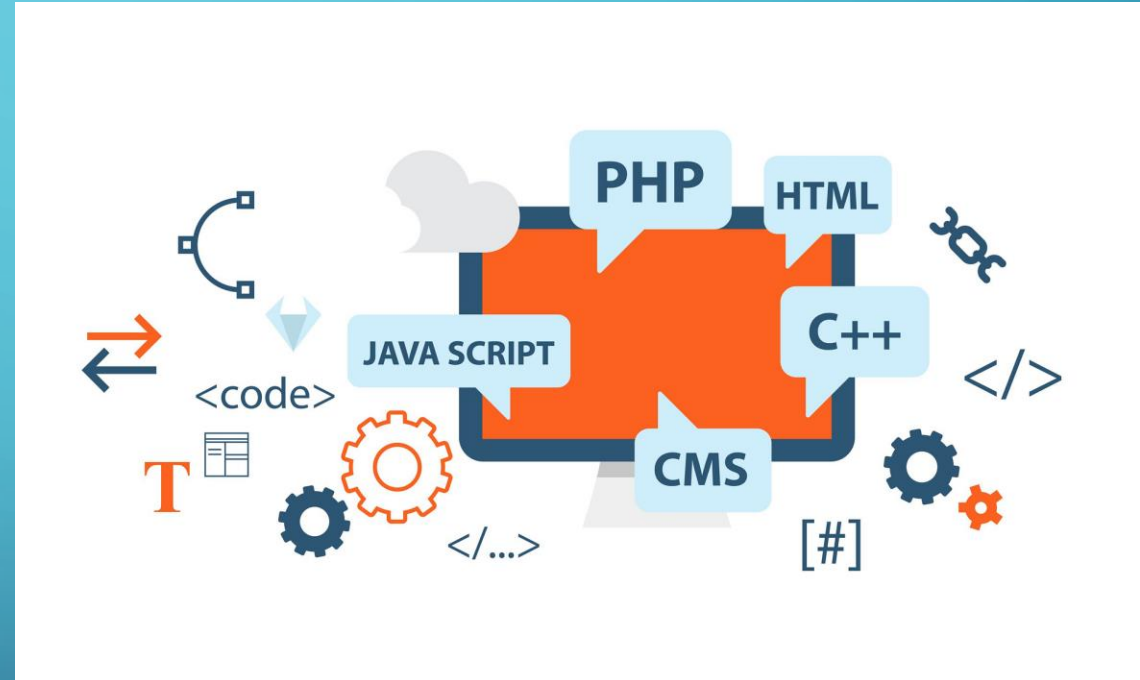 PHP
HTML
C++
JAVA SCRIPT
<code>
</>
T
CMS
</...>
[#]